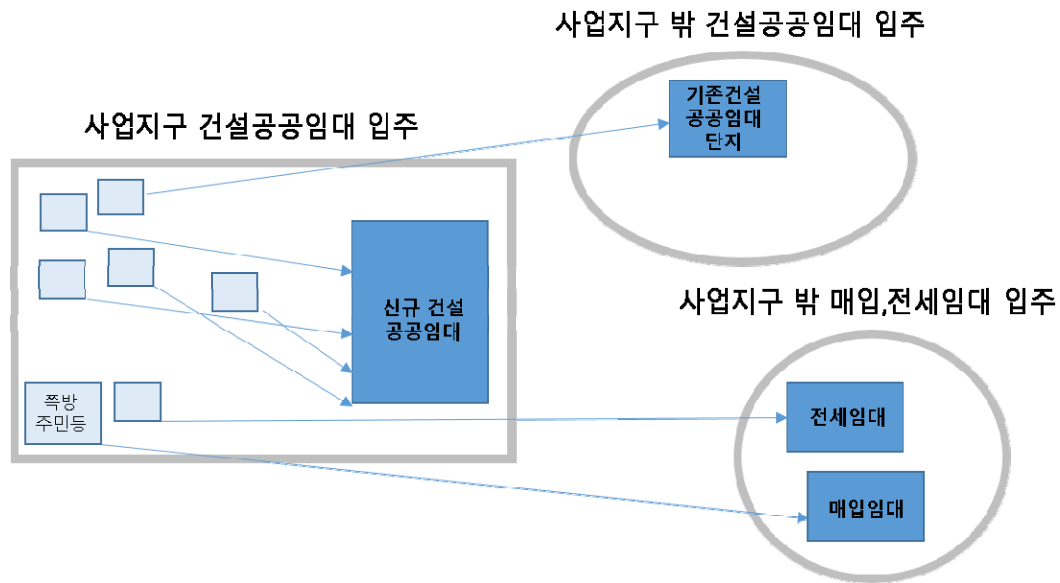 사업지구 밖 건설공공임대 입주
기존건설
공공임대
단지
사업지구 건설공공임대 입주
신규 건설
공공임대
쪽방
주민등
사업지구 밖 매입,전세임대 입주
전세임대
매입임대